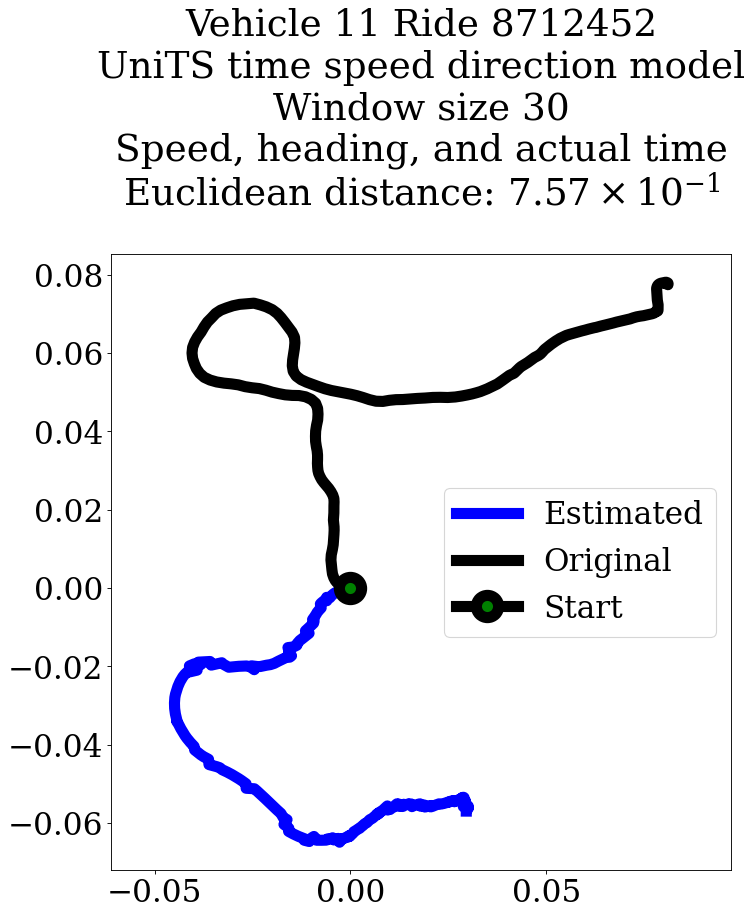 Vehicle 11 Ride 8712452
UniTS time speed direction model
Window size 30
Speed, heading, and actual time
Euclidean distance: 7.57 × 10⁻¹
0.08
0.06
0.04
0.02
0.00
−0.02
−0.04
−0.06
Estimated
Original
Start
−0.05
0.00
0.05